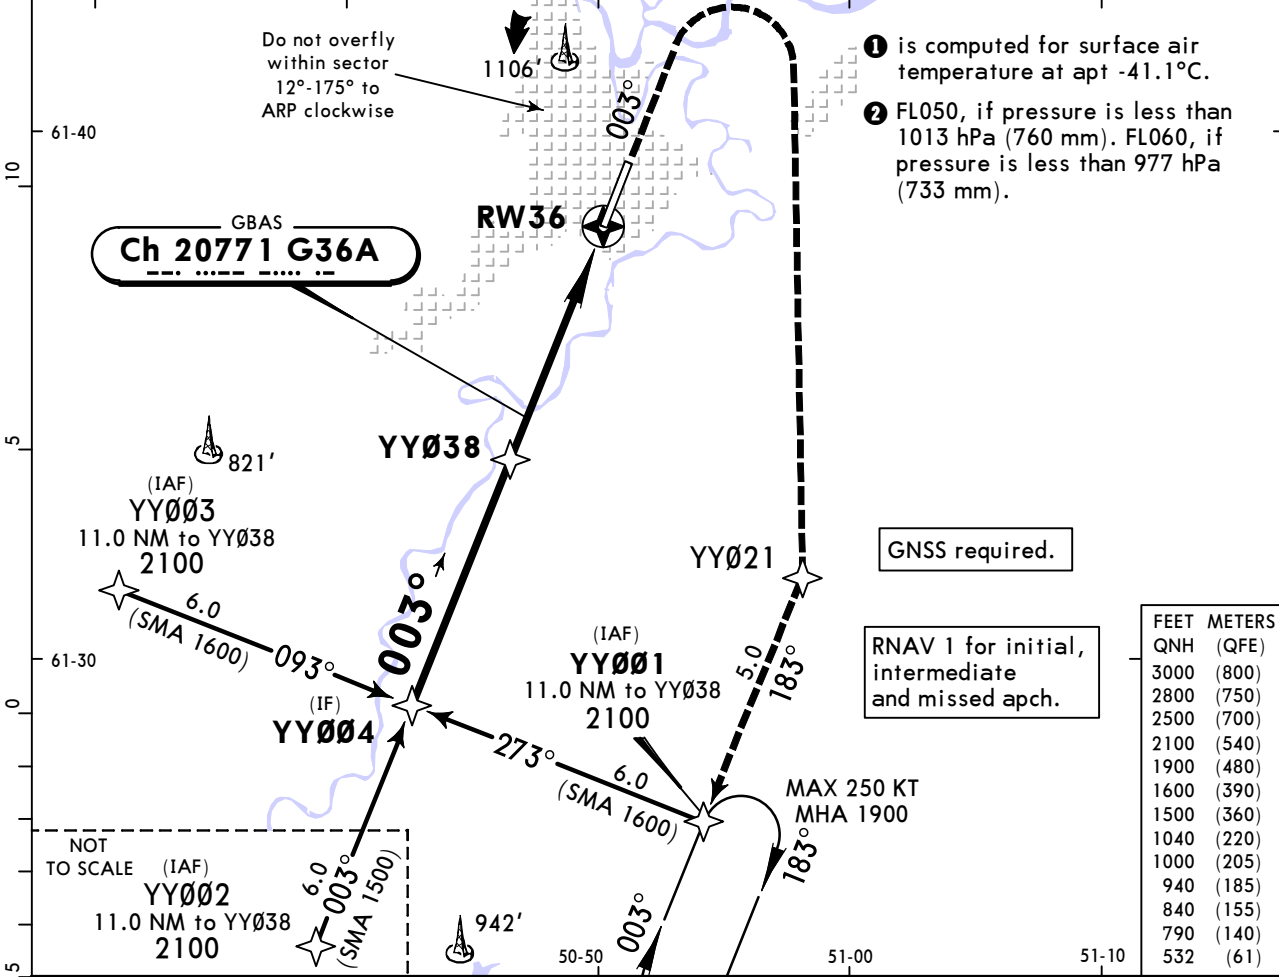 Do not overfly
within sector
12°-175° to
ARP clockwise
1106'
003°
❶ is computed for surface air
temperature at apt -41.1°C.
❷ FL050, if pressure is less than
1013 hPa (760 mm). FL060, if
pressure is less than 977 hPa
(733 mm).
61-40
10
RW36
GBAS
Ch 20771 G36A
5
YYØ38
821'
(IAF)
YYØØ3
11.0 NM to YYØ38
2100
6.0
(SMA 1600)
093°
003°
YYØ21
GNSS required.
61-30
0
(IF)
YYØØ4
(IAF)
YYØØ1
11.0 NM to YYØ38
2100
5.0
183°
RNAV 1 for initial,
intermediate
and missed apch.
273°
6.0
(SMA 1600)
MAX 250 KT
MHA 1900
183°
003°
NOT
TO SCALE
(IAF)
YYØØ2
11.0 NM to YYØ38
2100
6.0
003°
(SMA 1500)
942'
5
50-50
51-00
51-10
FEET METERS
QNH (QFE)
3000 (800)
2800 (750)
2500 (700)
2100 (540)
1900 (480)
1600 (390)
1500 (360)
1040 (220)
1000 (205)
940 (185)
840 (155)
790 (140)
532 (61)